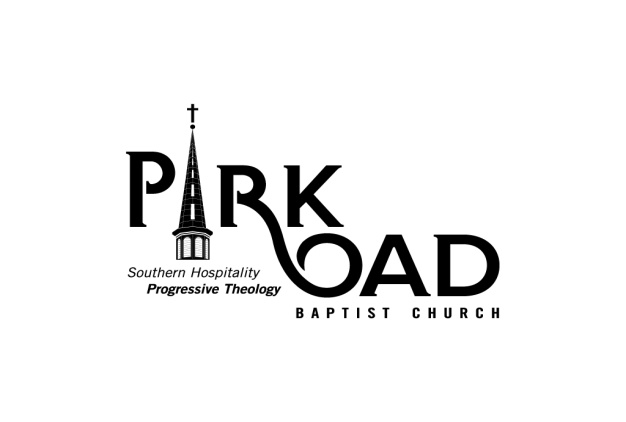 PARK
ROAD
Southern Hospitality
Progressive Theology
BAPTIST CHURCH